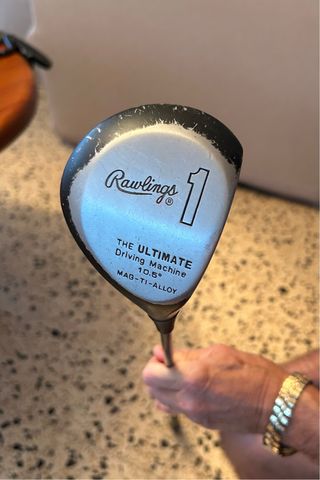 Rawlings® 1
THE ULTIMATE
Driving Machine
10.5°
MAG-TI-ALLOY